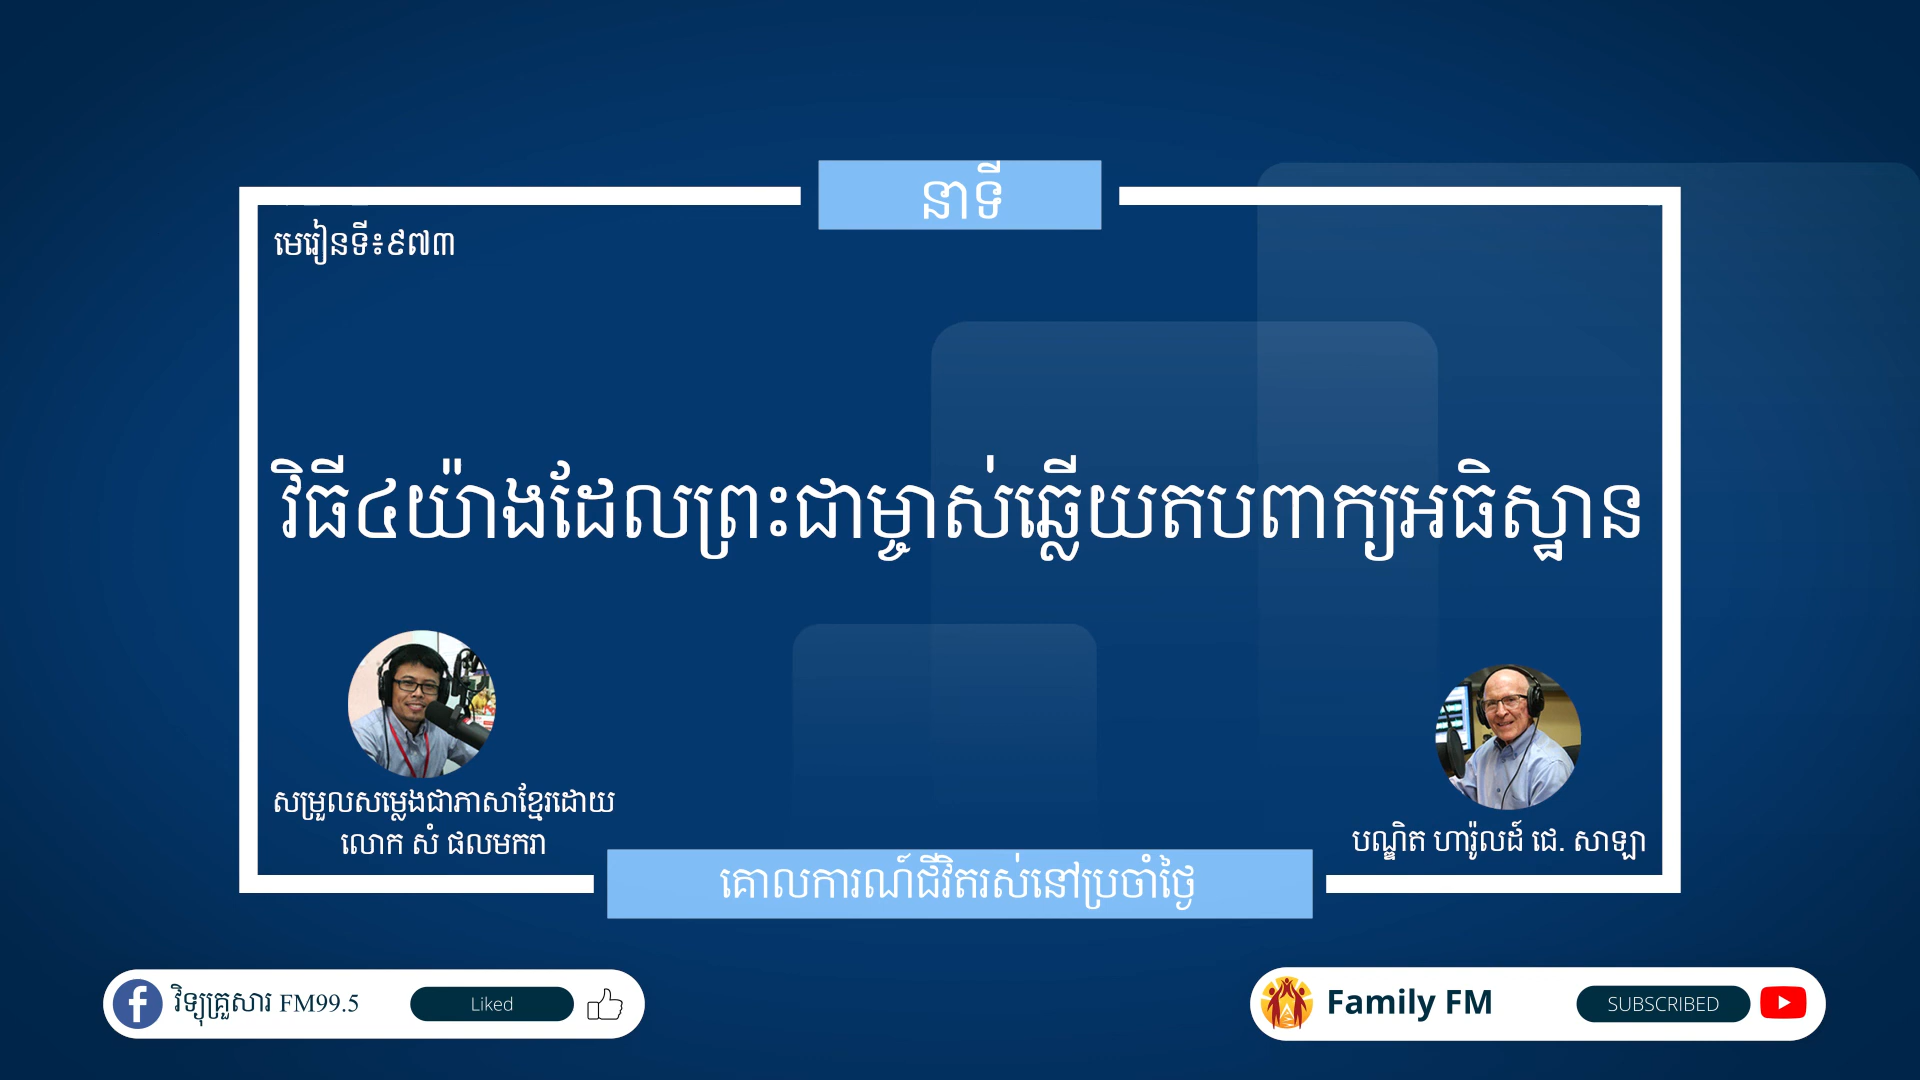 នាទី
មេរៀនទី៖៩៧៣
វិធី៤យ៉ាងដែលព្រះជាម្ចាស់ឆ្លើយតបពាក្យអធិស្ឋាន
សម្រួលសម្លេងជាភាសាខ្មែរដោយ
លោក សំ ផលមករា
បណ្ឌិត ហារ៉ូលដ៍ ជេ. សាឡា
គោលការណ៍ជីវិតរស់នៅប្រចាំថ្ងៃ
វិទ្យុគ្រួសារ FM99.5
Liked
Family FM
SUBSCRIBED